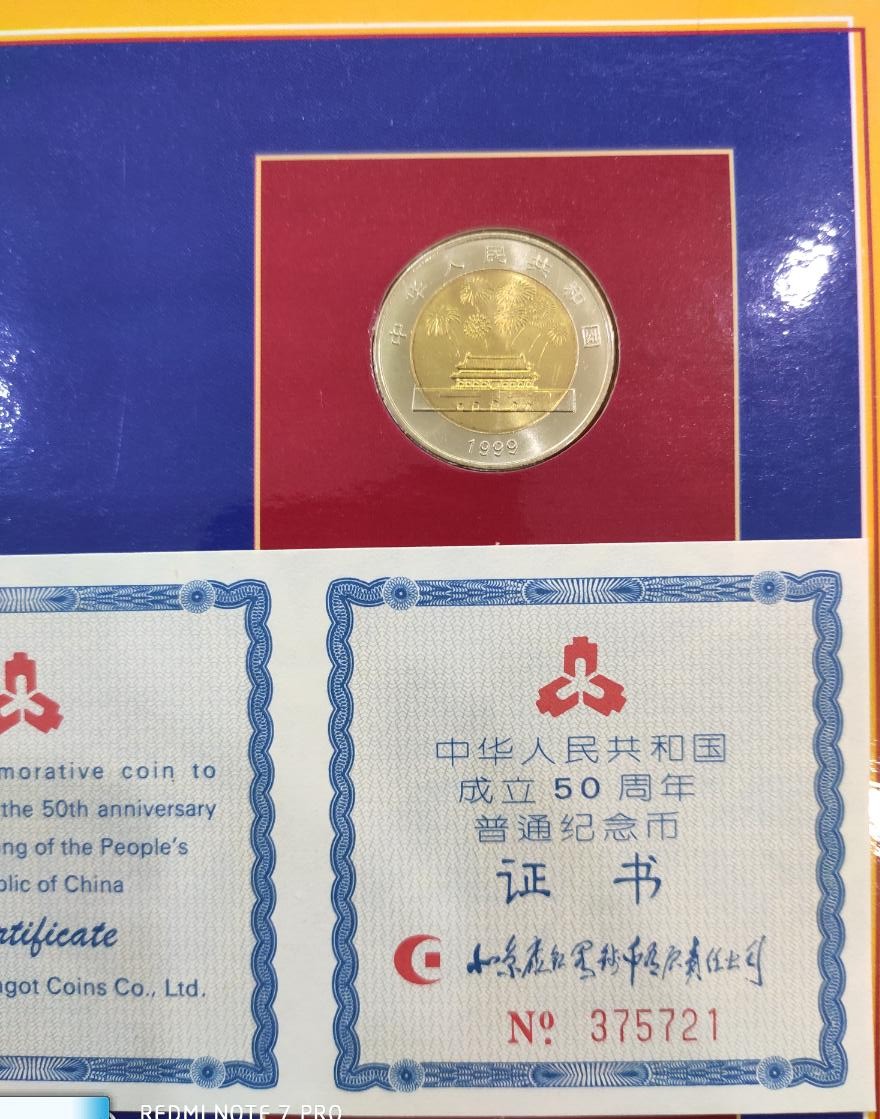 中华人民共和国
1999
morative coin to
the 50th anniversary
ng of the People's
blic of China
rtificate
got Coins Co., Ltd.
中华人民共和国
成立 50 周年
普通纪念币
证 书
No 375721
REDMI NOTE 7 PRO